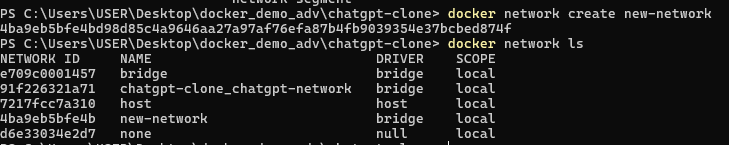 network segment
PS C:\Users\USER\Desktop\docker_demo_adv\chatgpt-clone> docker network create new-network
4ba9eb5bfe4bd98d85c4a9646aa27a97af76efa87b4fb9039354e37bcbed874f
PS C:\Users\USER\Desktop\docker_demo_adv\chatgpt-clone> docker network ls
NETWORK ID     NAME                            DRIVER    SCOPE
e709c0001457   bridge                          bridge    local
91f226321a71   chatgpt-clone_chatgpt-network   bridge    local
7217fcc7a310   host                            host      local
4ba9eb5bfe4b   new-network                     bridge    local
d6e33034e2d7   none                            null      local